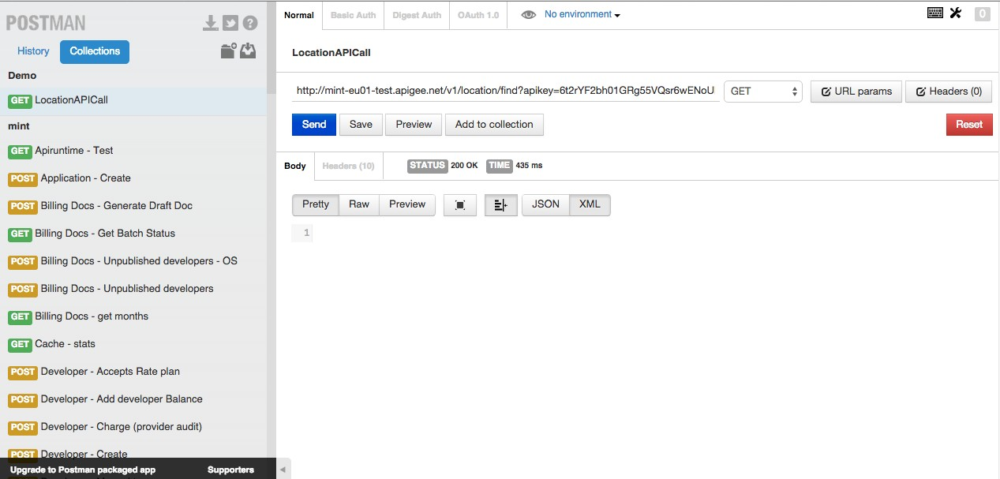 POSTMAN
History
Collections
Demo
GET LocationAPICall
mint
GET Apiruntime - Test
POST Application - Create
POST Billing Docs - Generate Draft Doc
GET Billing Docs - Get Batch Status
POST Billing Docs - Unpublished developers - OS
POST Billing Docs - Unpublished developers
GET Billing Docs - get months
GET Cache - stats
POST Developer - Accepts Rate plan
POST Developer - Add developer Balance
POST Developer - Charge (provider audit)
POST Developer - Create
Upgrade to Postman packaged app
Supporters
Normal
Basic Auth
Digest Auth
OAuth 1.0
No environment
0
LocationAPICall
http://mint-eu01-test.apigee.net/v1/location/find?apikey=6t2rYF2bh01GRg55VQsr6wENoU
GET
URL params
Headers (0)
Send
Save
Preview
Add to collection
Reset
Body
Headers (10)
STATUS 200 OK
TIME 435 ms
Pretty
Raw
Preview
JSON
XML
1